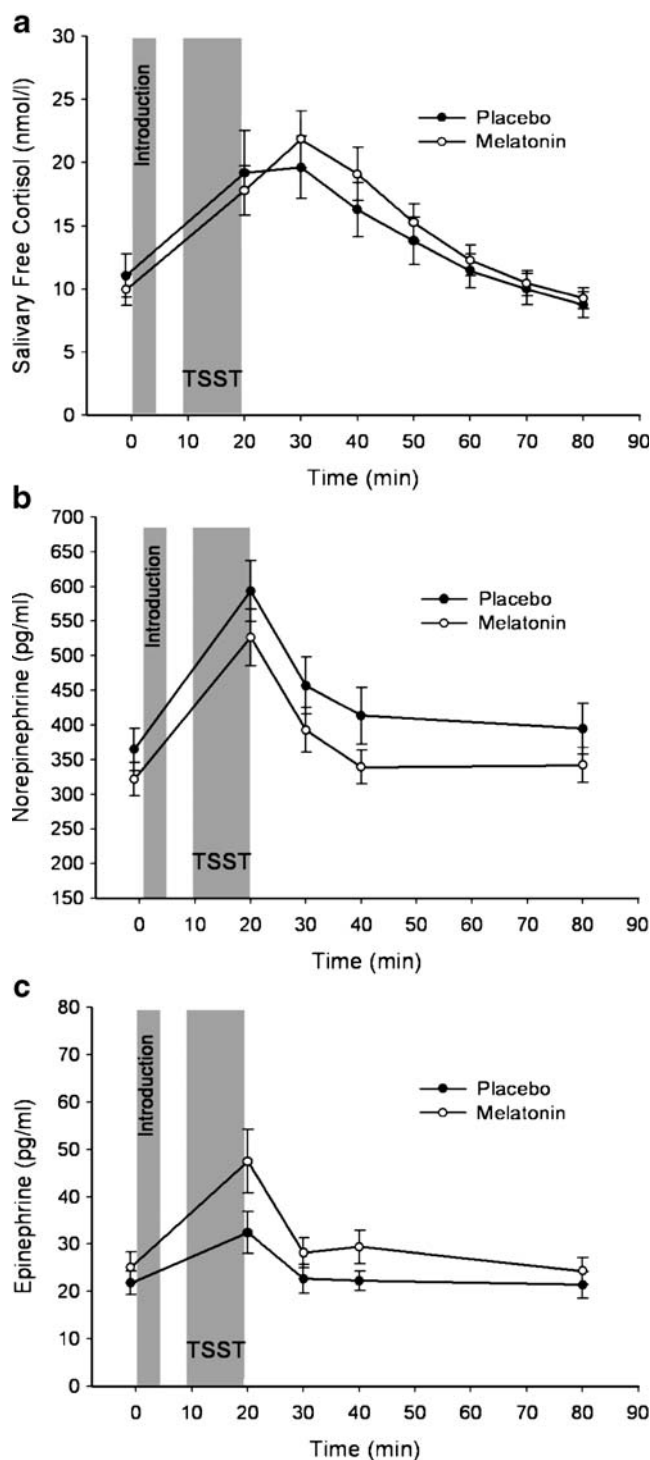 a
30
25
20
15
10
5
0
Salivary Free Cortisol (nmol/l)
Introduction
TSST
Placebo
Melatonin
0 10 20 30 40 50 60 70 80 90
Time (min)
b
700
650
600
550
500
450
400
350
300
250
200
150
Norepinephrine (pg/ml)
Introduction
TSST
Placebo
Melatonin
0 10 20 30 40 50 60 70 80 90
Time (min)
c
80
70
60
50
40
30
20
10
0
Epinephrine (pg/ml)
Introduction
TSST
Placebo
Melatonin
0 10 20 30 40 50 60 70 80 90
Time (min)